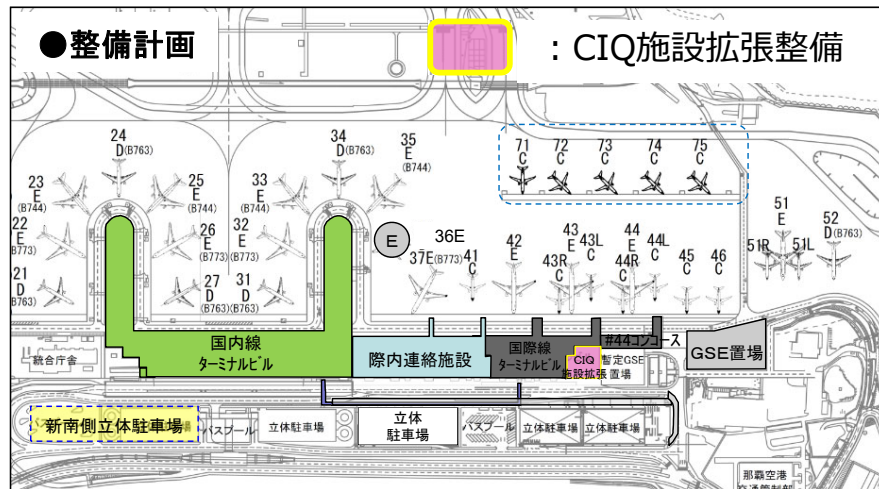 ●整備計画
：CIQ施設拡張整備
24
D(B763)
34
D(B763)
35
E
(B744)
71
C
72
C
73
C
74
C
75
C
23
E
(B744)
25
E
(B744)
33
E
(B744)
22
E
(B773)
26
E
(B773)
32
E
(B773)
E
36E
37E(B773)
41
C
42
E
43
E
43L
C
43R
C
44
E
44L
C
44R
C
45
C
46
C
51
E
51R
51L
52
D(B763)
21
D
(B763)
27
D
(B763)
31
D
(B763)
統合庁舎
国内線
ターミナルビル
際内連絡施設
国際線
ターミナルビル
CIQ
施設拡張
暫定GSE
置場
#44コンコース
GSE置場
新南側立体駐車場
バスプール
立体駐車場
立体
駐車場
バスプール
立体駐車場
立体駐車場
那覇空港